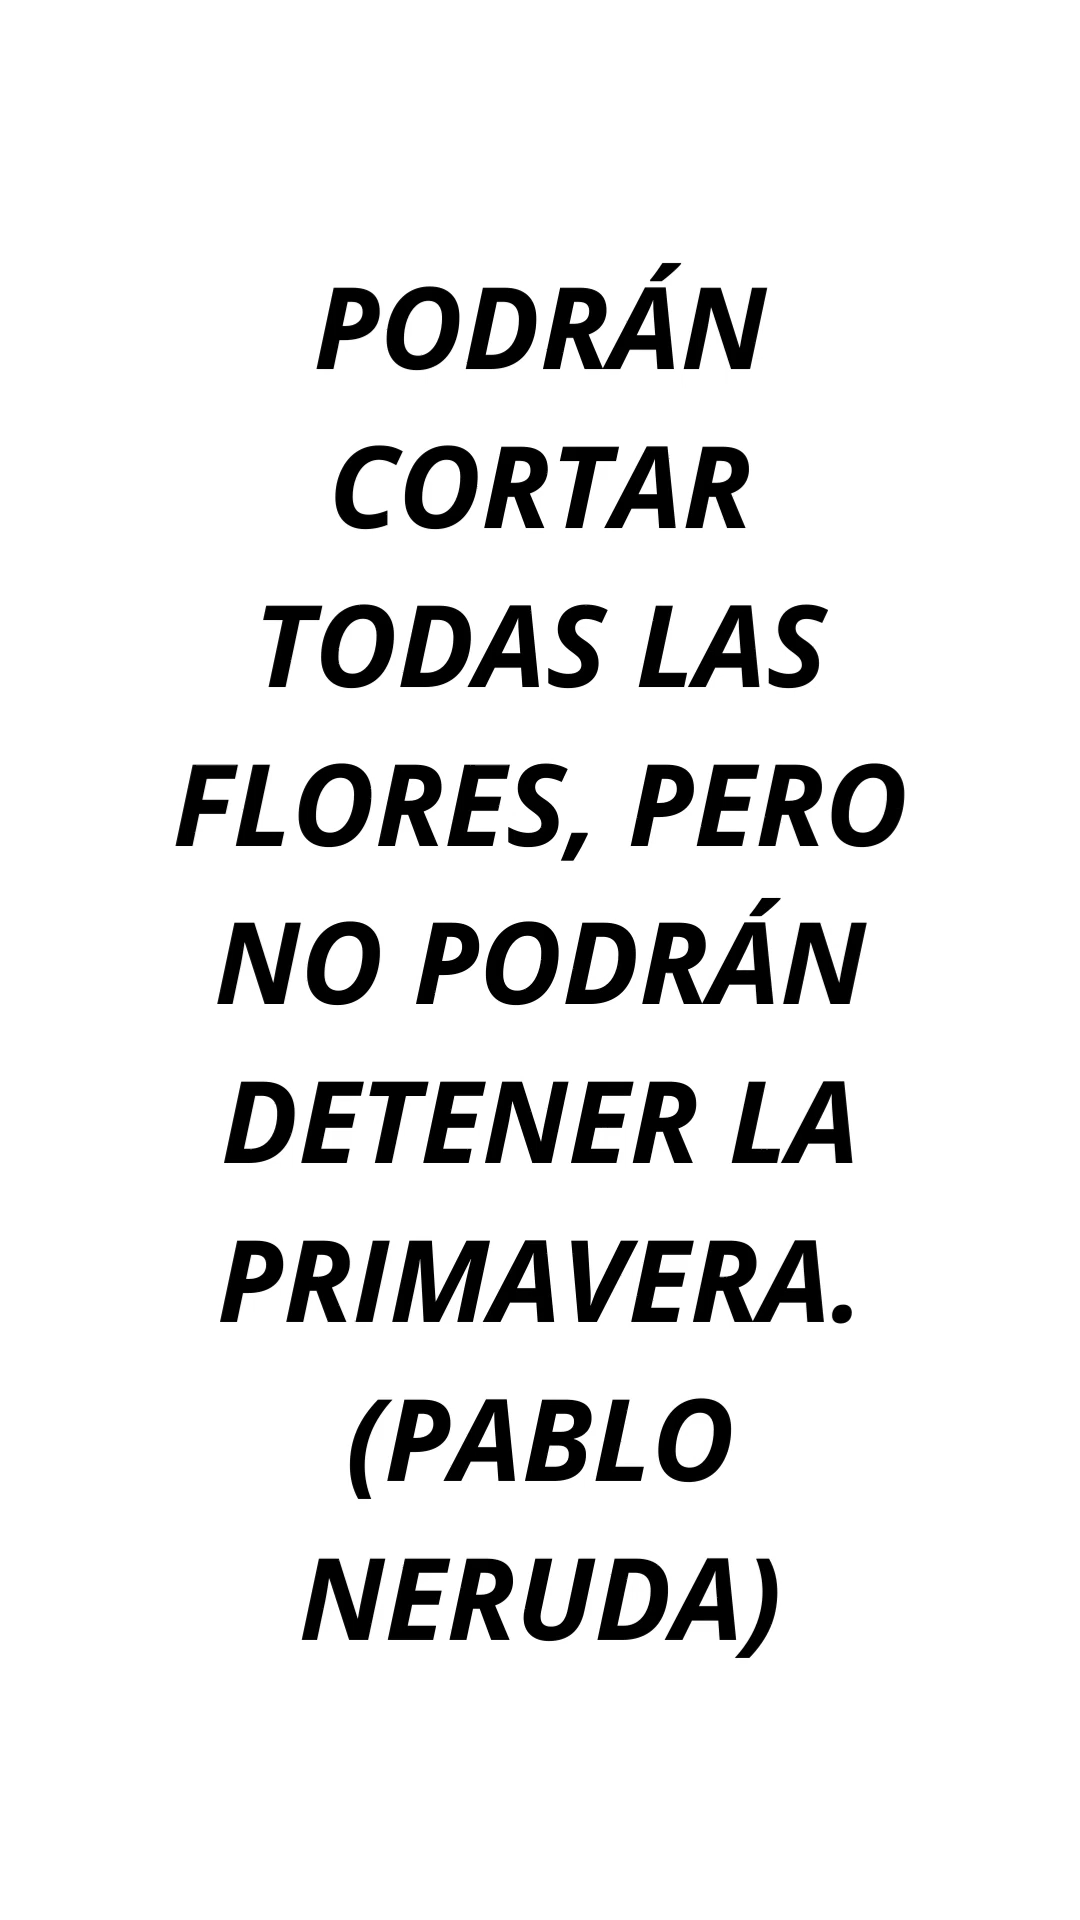 PODRÁN
CORTAR
TODAS LAS
FLORES, PERO
NO PODRÁN
DETENER LA
PRIMAVERA.
(PABLO
NERUDA)